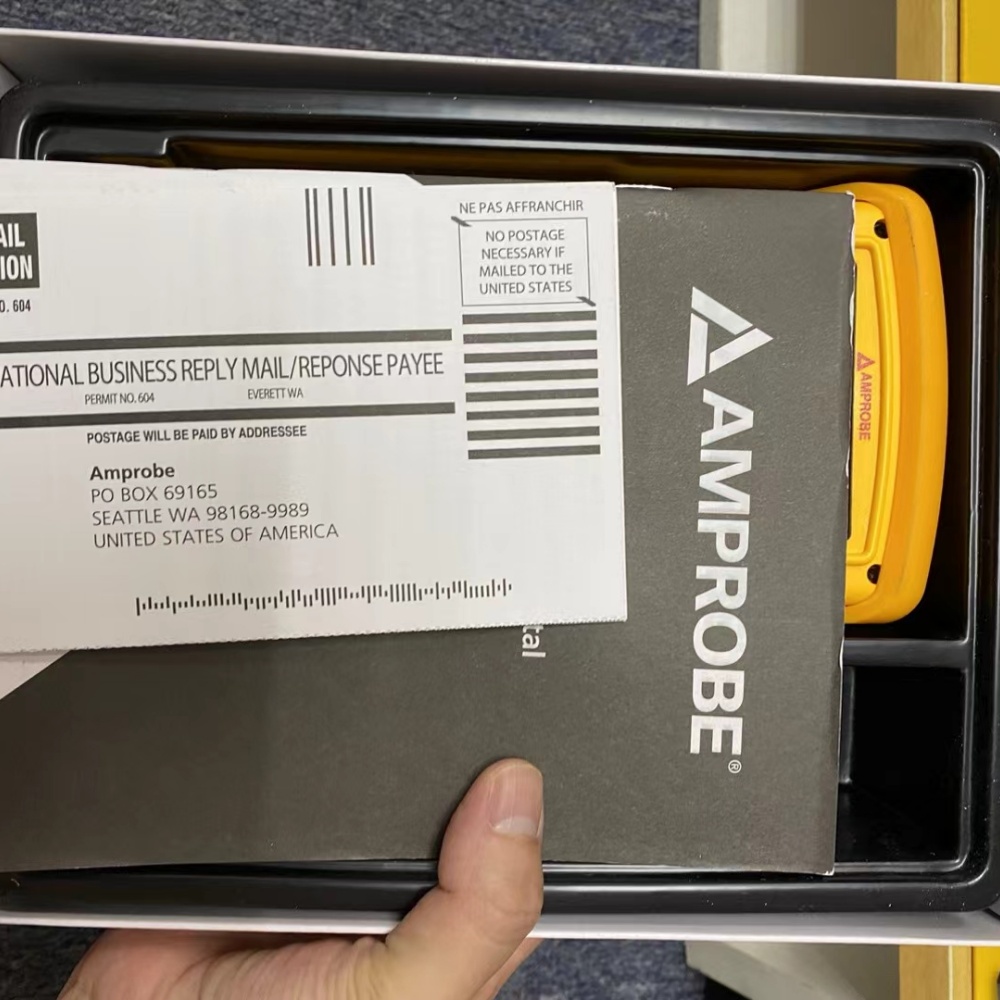 AIL
ION
O. 604
NE PAS AFFRANCHIR
NO POSTAGE
NECESSARY IF
MAILED TO THE
UNITED STATES
ATIONAL BUSINESS REPLY MAIL/REPONSE PAYEE
PERMIT NO. 604 EVERETT WA
POSTAGE WILL BE PAID BY ADDRESSEE
Amprobe
PO BOX 69165
SEATTLE WA 98168-9989
UNITED STATES OF AMERICA
tal
AMPROBE®
AMPROBE